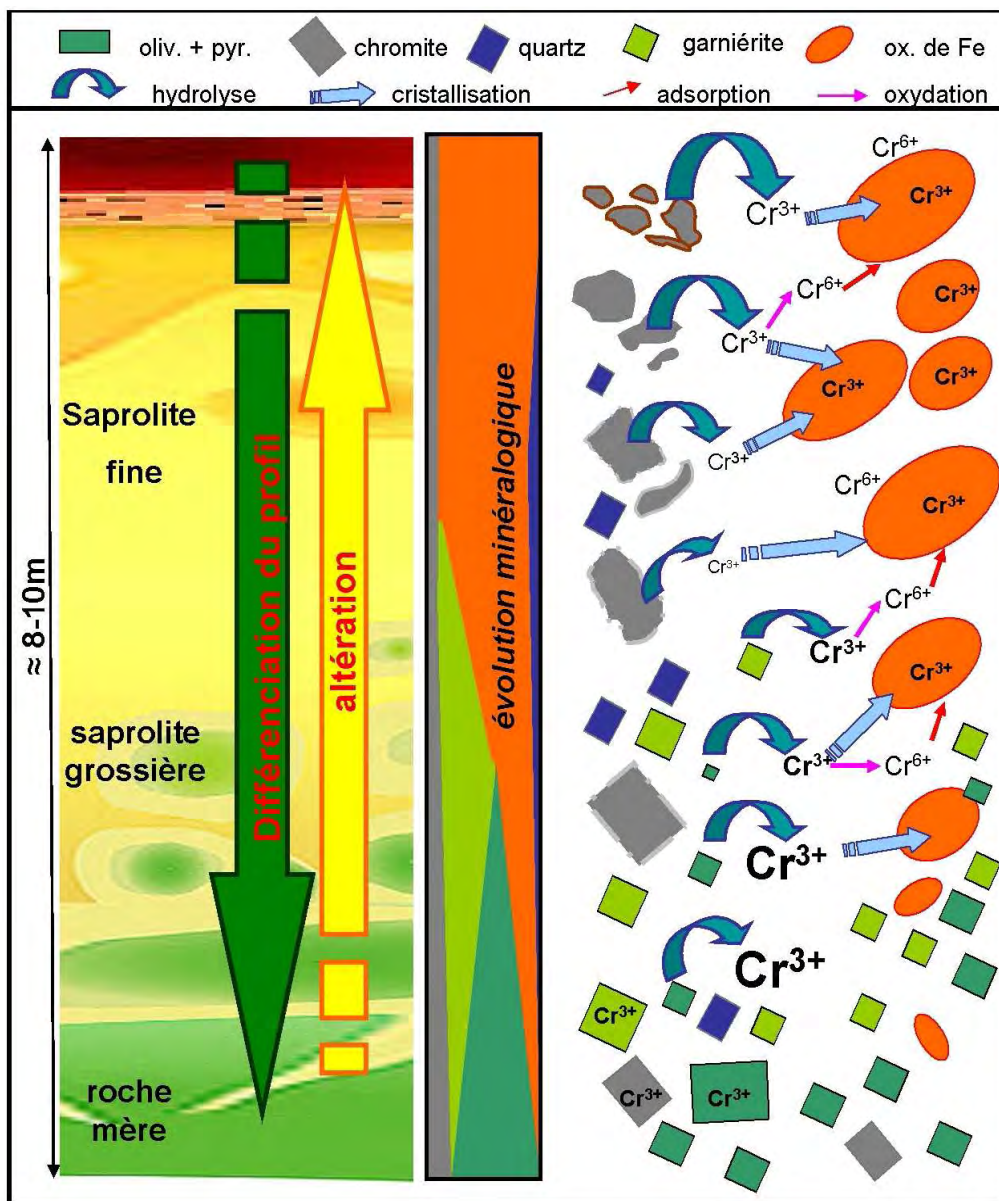 oliv. + pyr. chromite quartz garniérite ox. de Fe
hydrolyse cristallisation adsorption oxydation
≈ 8-10m
Saprolite
fine
saprolite
grossière
roche
mère
Différenciation du profil
altération
évolution minéralogique
Cr⁶⁺
Cr³⁺
Cr³⁺
Cr⁶⁺
Cr³⁺
Cr³⁺
Cr³⁺
Cr³⁺
Cr³⁺
Cr⁶⁺
Cr³⁺
Cr³⁺
Cr⁶⁺
Cr³⁺
Cr³⁺
Cr³⁺
Cr⁶⁺
Cr³⁺
Cr³⁺
Cr³⁺
Cr³⁺
Cr³⁺